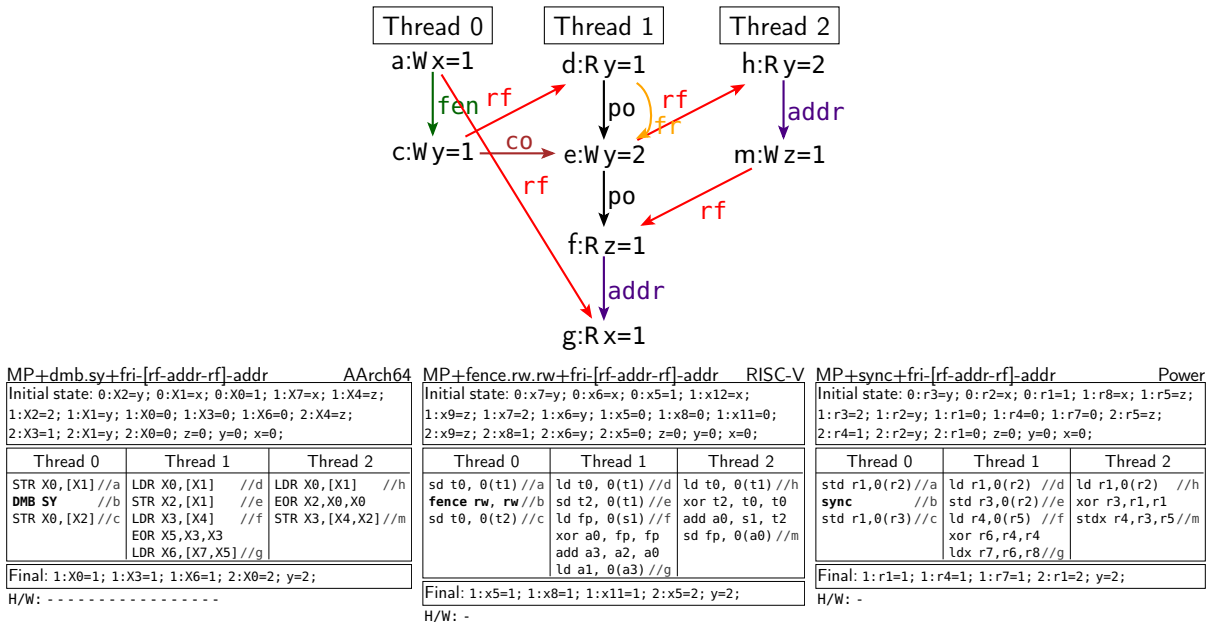 Thread 0 Thread 1 Thread 2
a:W x=1 d:R y=1 h:R y=2
fen rf po rf fr addr
c:W y=1 co e:W y=2 m:W z=1
rf po rf
f:R z=1
addr
g:R x=1
MP+dmb.sy+fri-[rf-addr-rf]-addr AArch64
Initial state: 0:X2=y; 0:X1=x; 0:X0=1; 1:X7=x; 1:X4=z;
1:X2=2; 1:X1=y; 1:X0=0; 1:X3=0; 1:X6=0; 2:X4=z;
2:X3=1; 2:X1=y; 2:X0=0; z=0; y=0; x=0;
Thread 0 Thread 1 Thread 2
STR X0,[X1]//a LDR X0,[X1] //d LDR X0,[X1] //h
DMB SY //b STR X2,[X1] //e EOR X2,X0,X0
STR X0,[X2]//c LDR X3,[X4] //f STR X3,[X4,X2]//m
EOR X5,X3,X3
LDR X6,[X7,X5]//g
Final: 1:X0=1; 1:X3=1; 1:X6=1; 2:X0=2; y=2;
H/W: - - - - - - - - - - - - - - - - - -
MP+fence.rw.rw+fri-[rf-addr-rf]-addr RISC-V
Initial state: 0:x7=y; 0:x6=x; 0:x5=1; 1:x12=x;
1:x9=z; 1:x7=2; 1:x6=y; 1:x5=0; 1:x8=0; 1:x11=0;
2:x9=z; 2:x8=1; 2:x6=y; 2:x5=0; z=0; y=0; x=0;
Thread 0 Thread 1 Thread 2
sd t0, 0(t1) //a ld t0, 0(t1)//d ld t0, 0(t1)//h
fence rw, rw//b sd t2, 0(t1)//e xor t2, t0, t0
sd t0, 0(t2)//c ld fp, 0(s1)//f add a0, s1, t2
xor a0, fp, fp sd fp, 0(a0)//m
add a3, a2, a0
ld a1, 0(a3)//g
Final: 1:x5=1; 1:x8=1; 1:x11=1; 2:x5=2; y=2;
H/W: -
MP+sync+fri-[rf-addr-rf]-addr Power
Initial state: 0:r3=y; 0:r2=x; 0:r1=1; 1:r8=x; 1:r5=z;
1:r3=2; 1:r2=y; 1:r1=0; 1:r4=0; 1:r7=0; 2:r5=z;
2:r4=1; 2:r2=y; 2:r1=0; z=0; y=0; x=0;
Thread 0 Thread 1 Thread 2
std r1,0(r2)//a ld r1,0(r2) //d ld r1,0(r2) //h
sync //b std r3,0(r2)//e xor r3,r1,r1
std r1,0(r3)//c ld r4,0(r5) //f stdx r4,r3,r5//m
xor r6,r4,r4
ldx r7,r6,r8//g
Final: 1:r1=1; 1:r4=1; 1:r7=1; 2:r1=2; y=2;
H/W: -